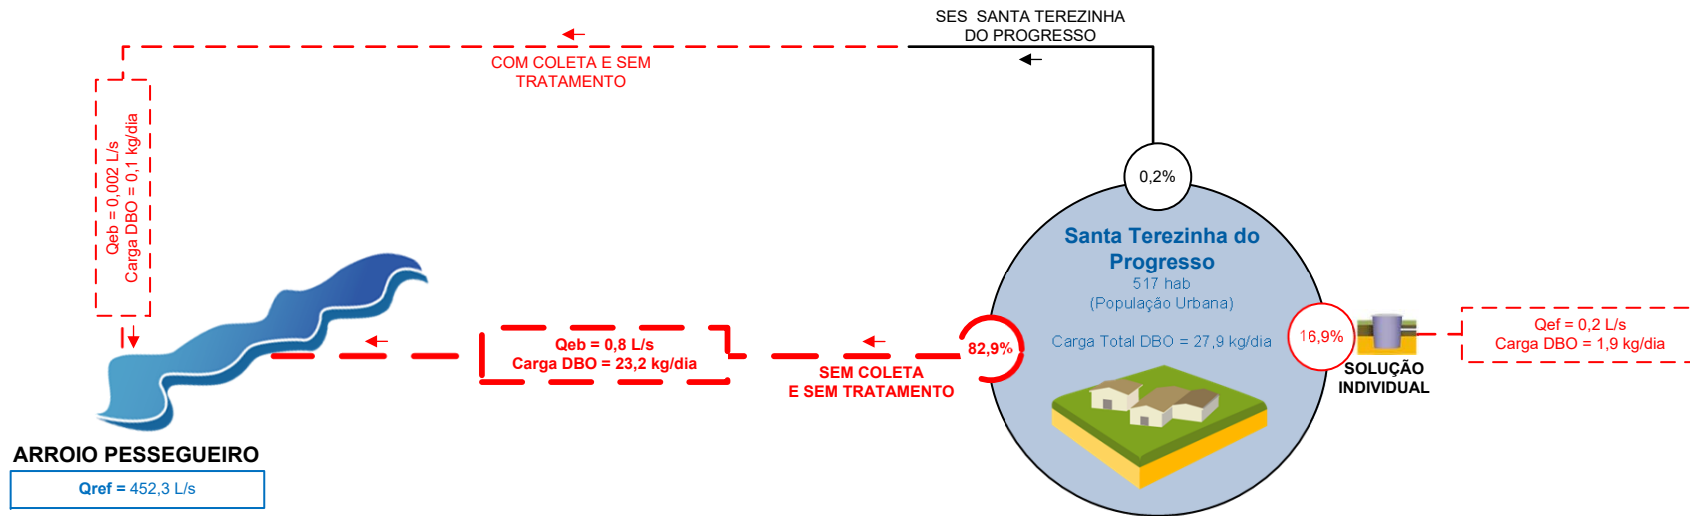 SES SANTA TEREZINHA
DO PROGRESSO
COM COLETA E SEM
TRATAMENTO
Qeb = 0,002 L/s
Carga DBO = 0,1 kg/dia
0,2%
Santa Terezinha do
Progresso
517 hab
(População Urbana)
Carga Total DBO = 27,9 kg/dia
82,9%
16,9%
Qeb = 0,8 L/s
Carga DBO = 23,2 kg/dia
SEM COLETA
E SEM TRATAMENTO
SOLUÇÃO
INDIVIDUAL
Qef = 0,2 L/s
Carga DBO = 1,9 kg/dia
ARROIO PESSEGUEIRO
Qref = 452,3 L/s